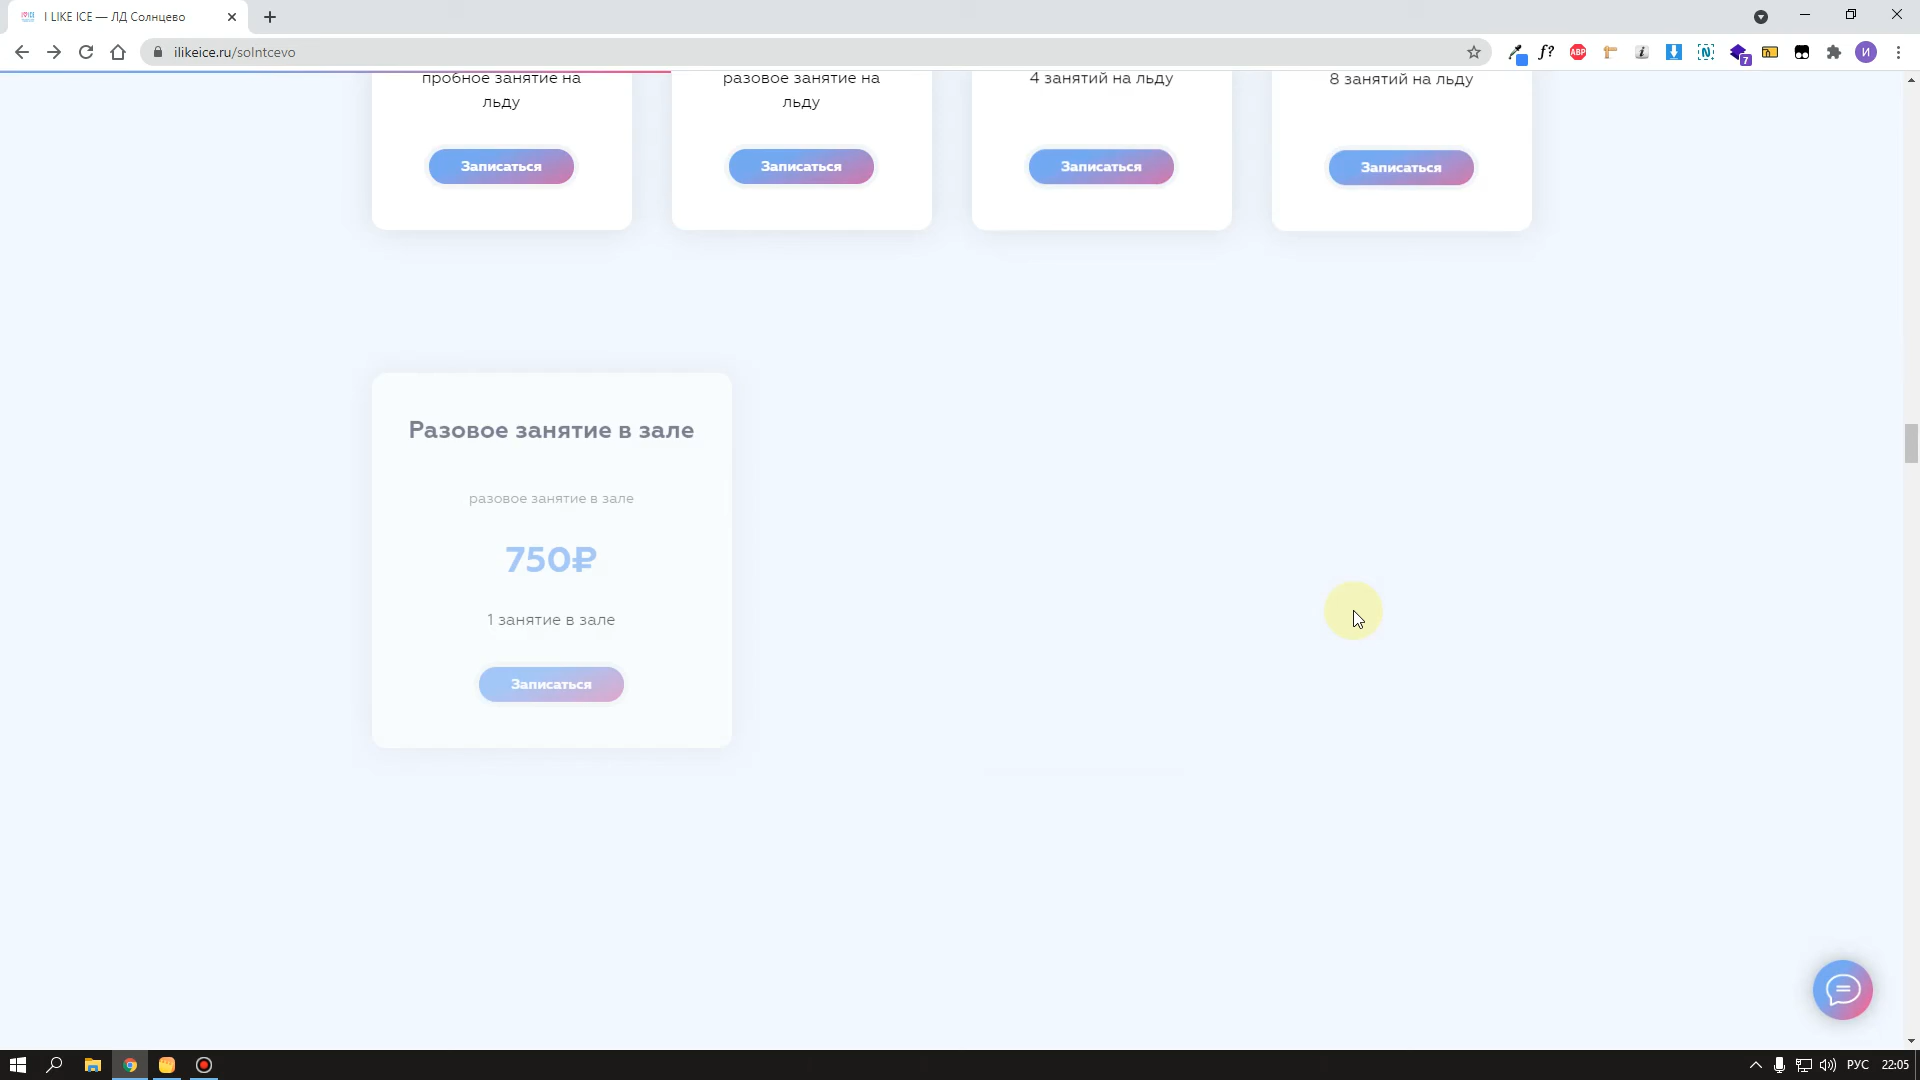 I LIKE ICE — ЛД Солнцево
ilikeice.ru/solntcevo
f?
ABP
7
И
пробное занятие на
льду
Записаться
разовое занятие на
льду
Записаться
4 занятий на льду
Записаться
8 занятий на льду
Записаться
Разовое занятие в зале
разовое занятие в зале
750₽
1 занятие в зале
Записаться
РУС
22:05